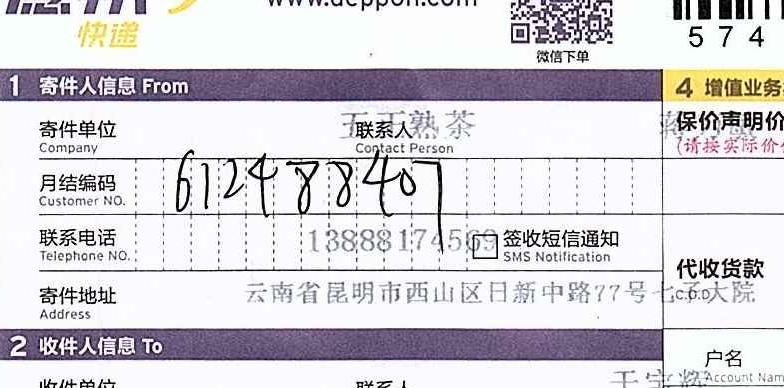 快递
www.deppon.com
微信下单
574
1 寄件人信息 From
4 增值业务
寄件单位
Company
联系人
Contact Person
熟茶
保价声明价
(请按实际价
月结编码
Customer NO.
612488407
联系电话
Telephone NO.
13888174569
签收短信通知
SMS Notification
代收货款
C.O.D
寄件地址
Address
云南省昆明市西山区日新中路77号七子大院
2 收件人信息 To
户名
Account Nam
收件单位
联系人